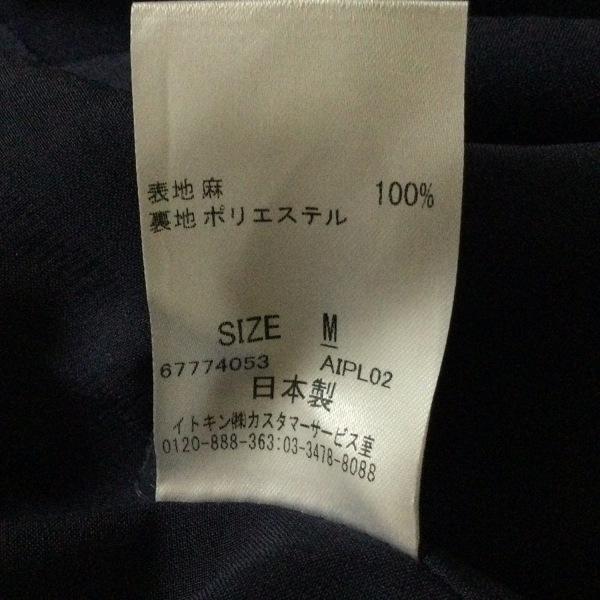 表地 麻 100%
裏地 ポリエステル
SIZE M
67774053 AIPL02
日本製
イトキン㈱カスタマーサービス室
0120-888-363:03-3478-8088